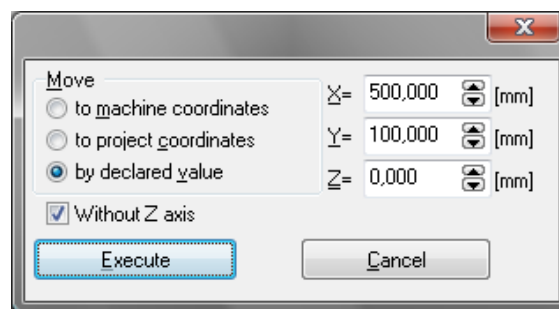 Move
to machine coordinates
to project coordinates
by declared value
X= 500,000 [mm]
Y= 100,000 [mm]
Z= 0,000 [mm]
Without Z axis
Execute Cancel